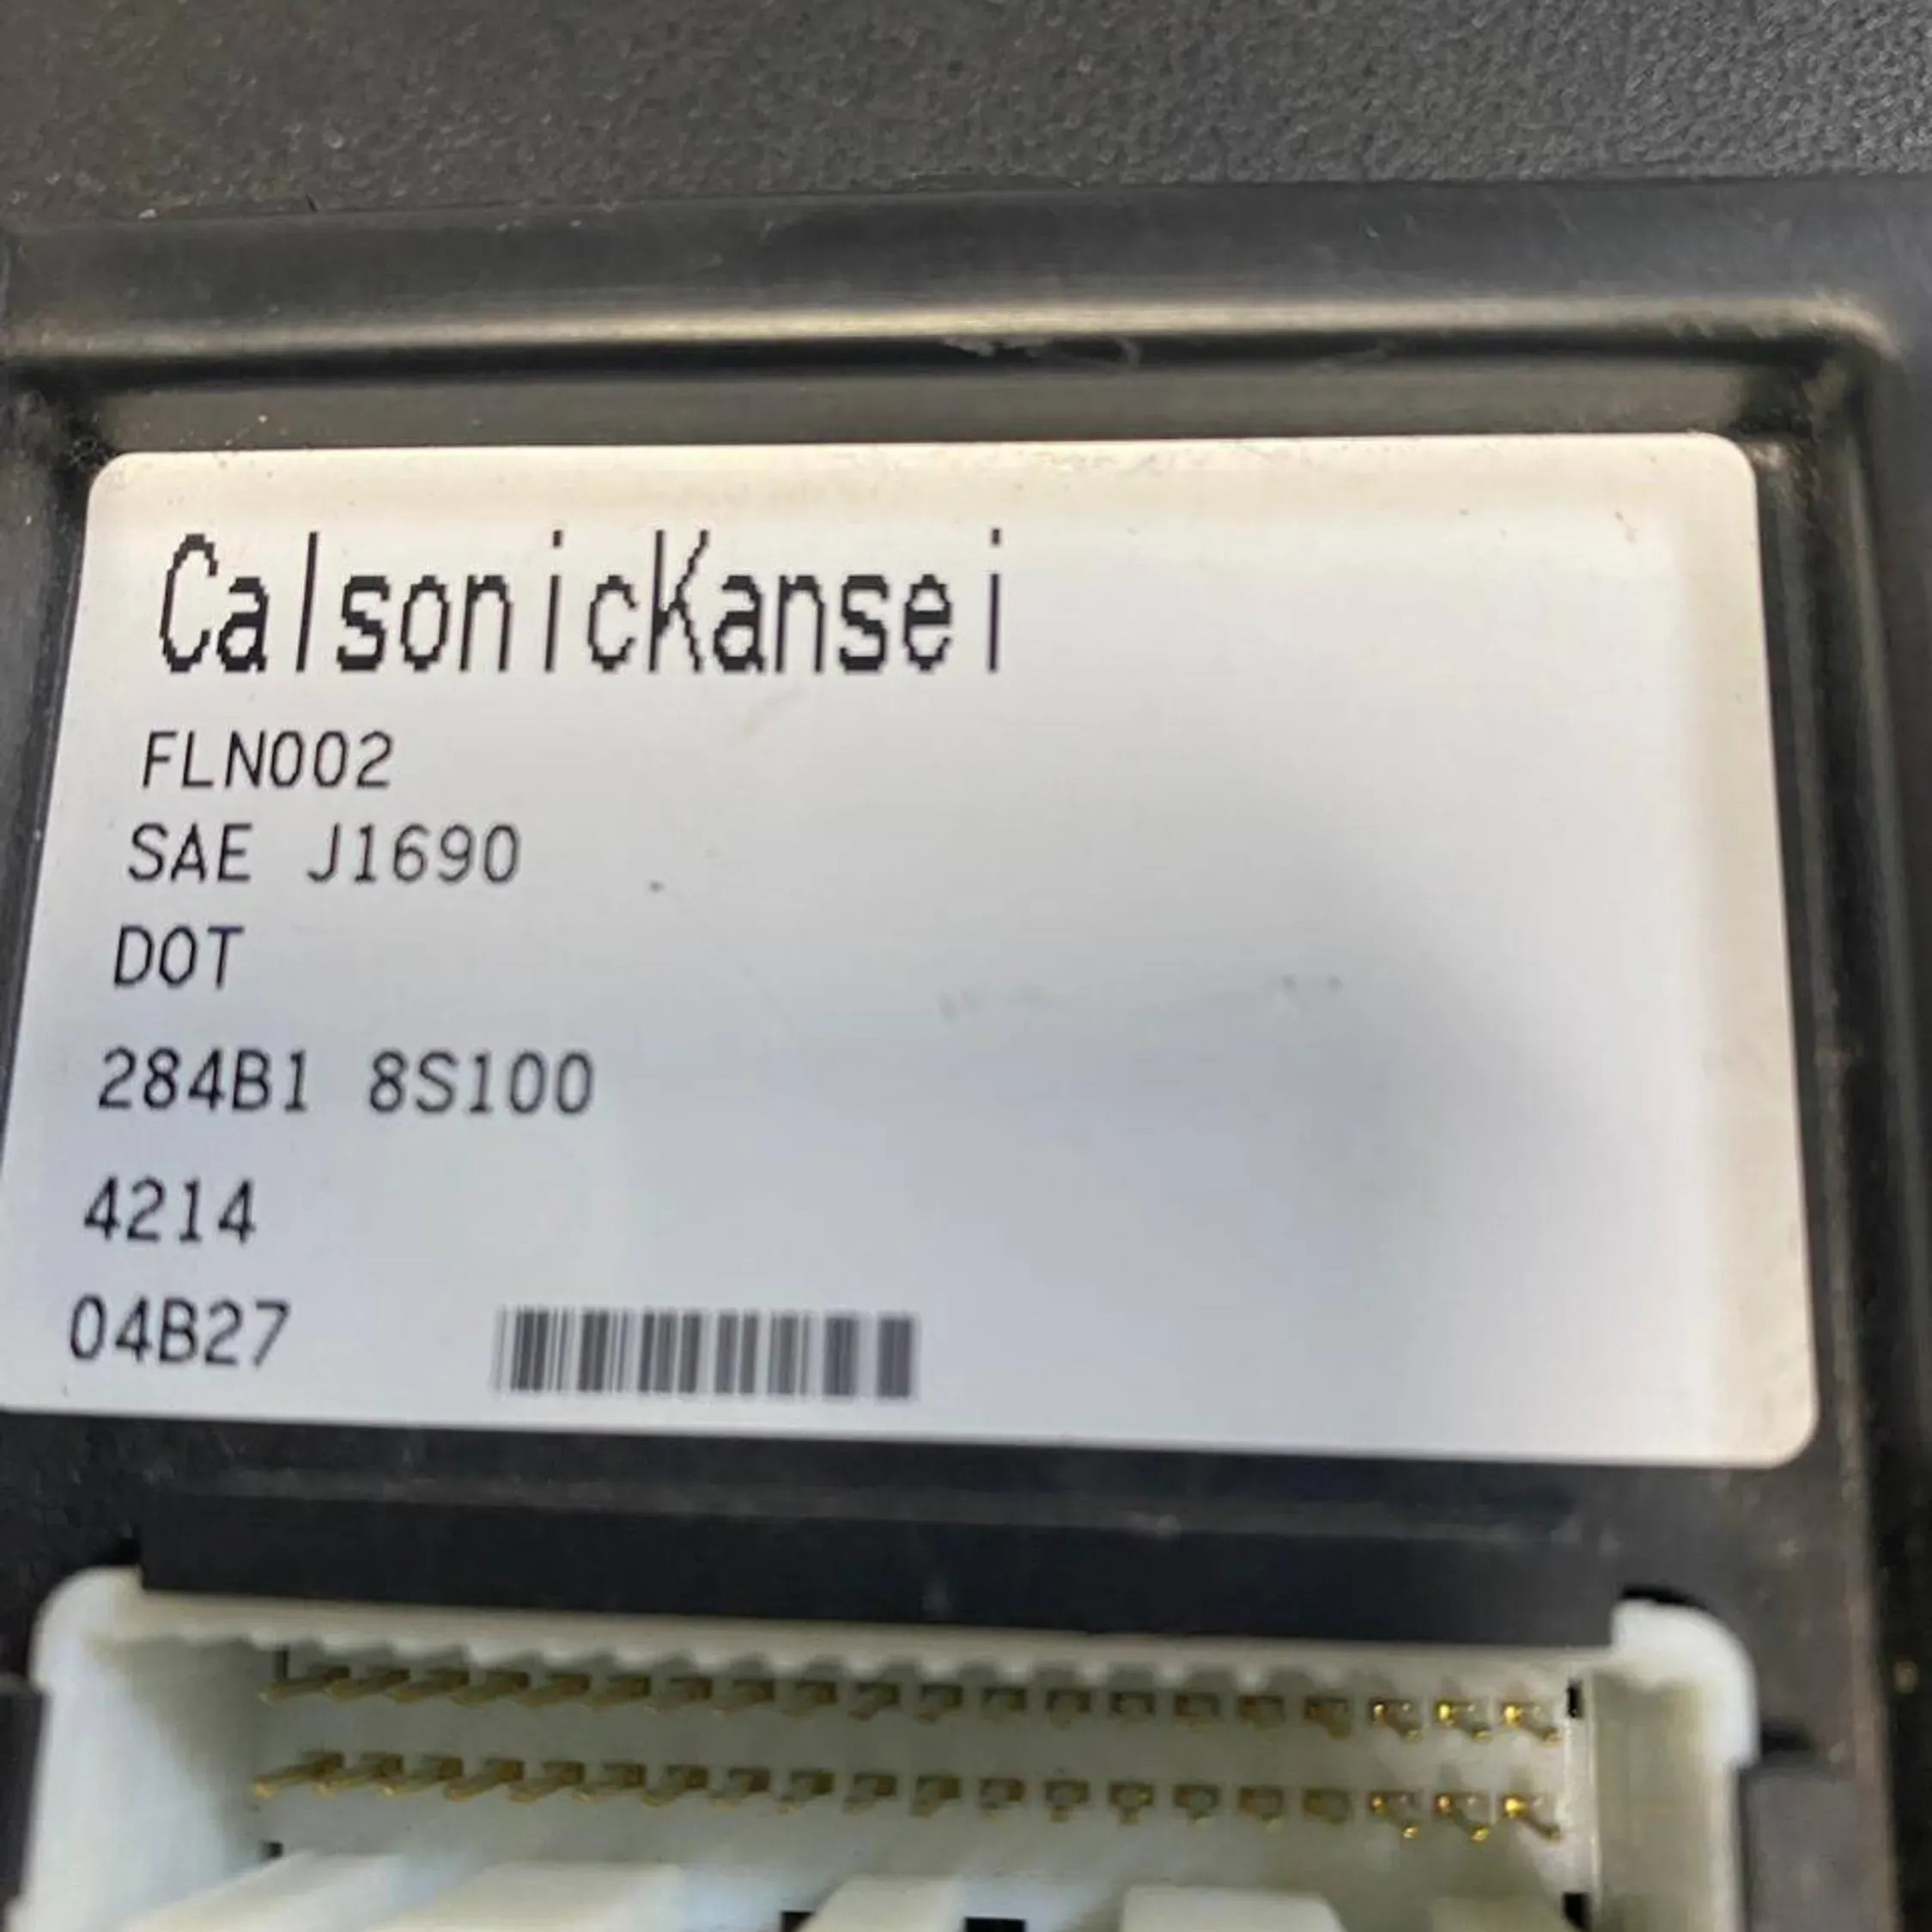 CalsonicKansei
FLN002
SAE J1690
DOT
284B1 8S100
4214
04B27